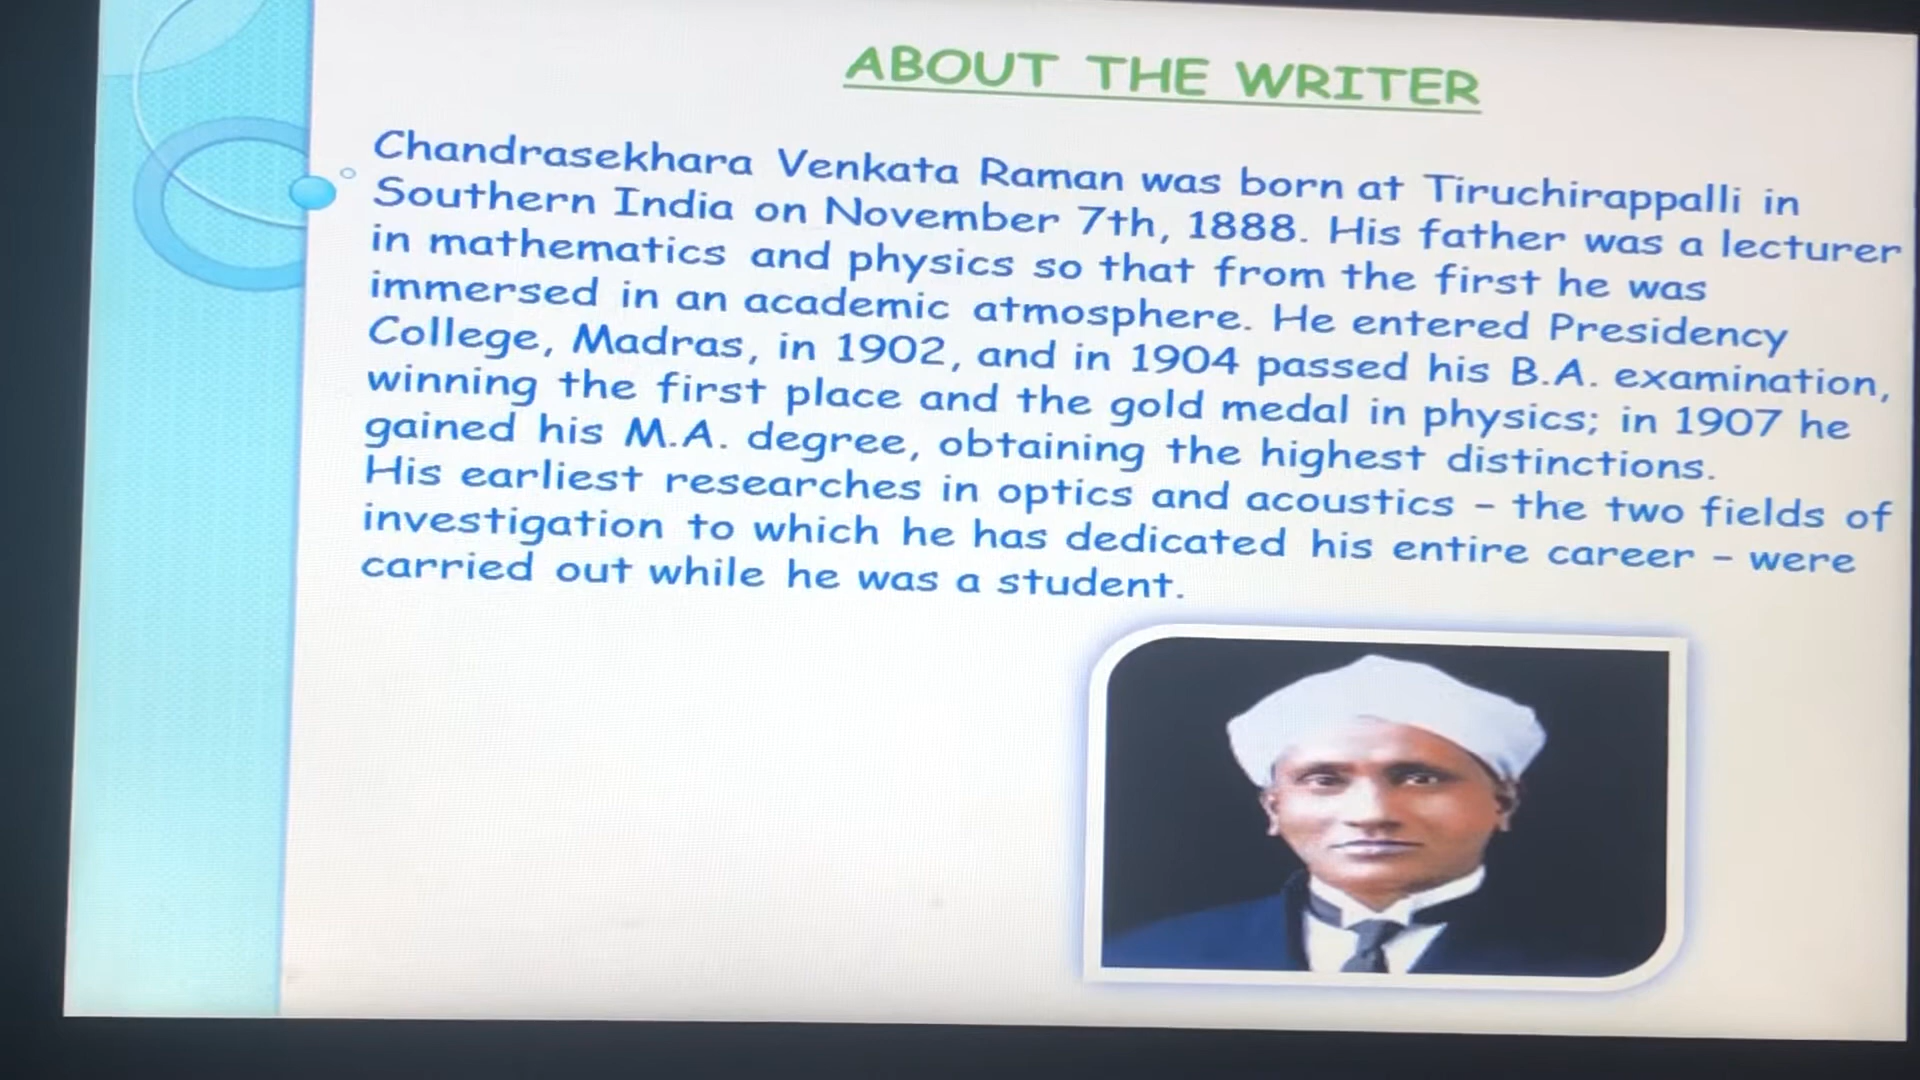 ABOUT THE WRITER
Chandrasekhara Venkata Raman was born at Tiruchirappalli in
Southern India on November 7th, 1888. His father was a lecturer
in mathematics and physics so that from the first he was
immersed in an academic atmosphere. He entered Presidency
College, Madras, in 1902, and in 1904 passed his B.A. examination,
winning the first place and the gold medal in physics; in 1907 he
gained his M.A. degree, obtaining the highest distinctions.
His earliest researches in optics and acoustics – the two fields of
investigation to which he has dedicated his entire career – were
carried out while he was a student.